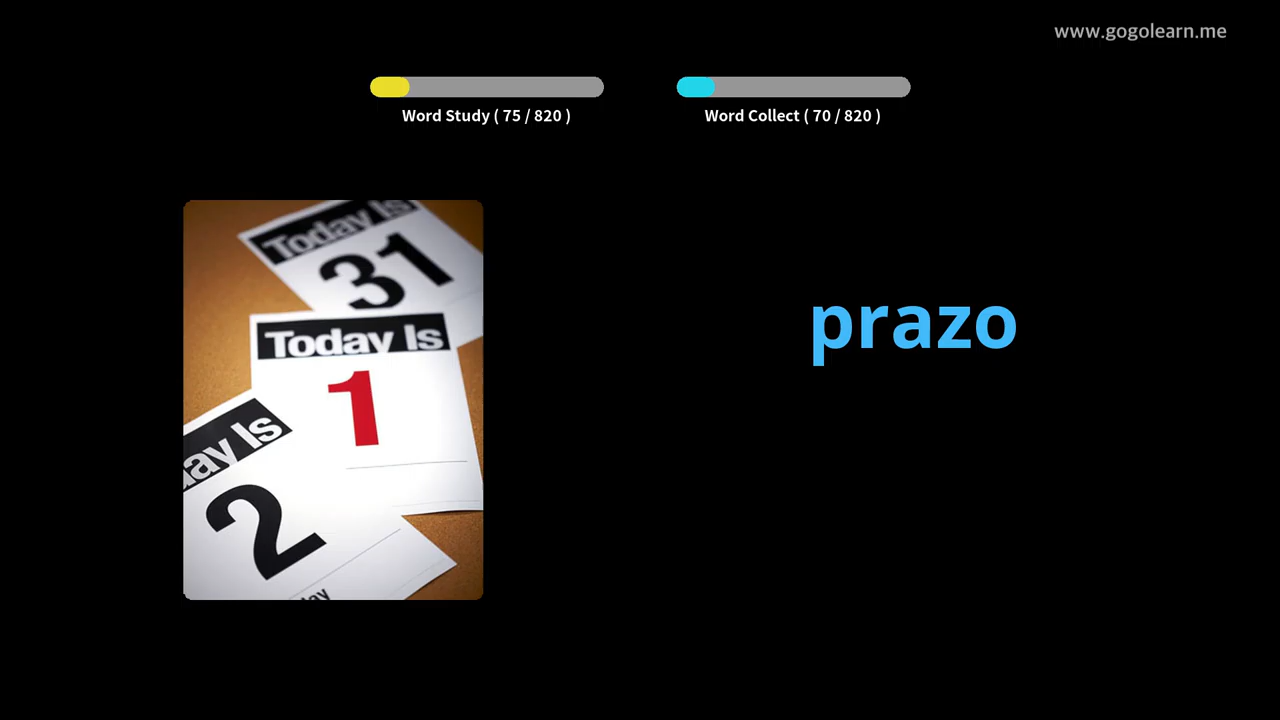 www.gogolearn.me
Word Study ( 75 / 820 )
Word Collect ( 70 / 820 )
Today Is
31
Today Is
1
ay Is
2
prazo